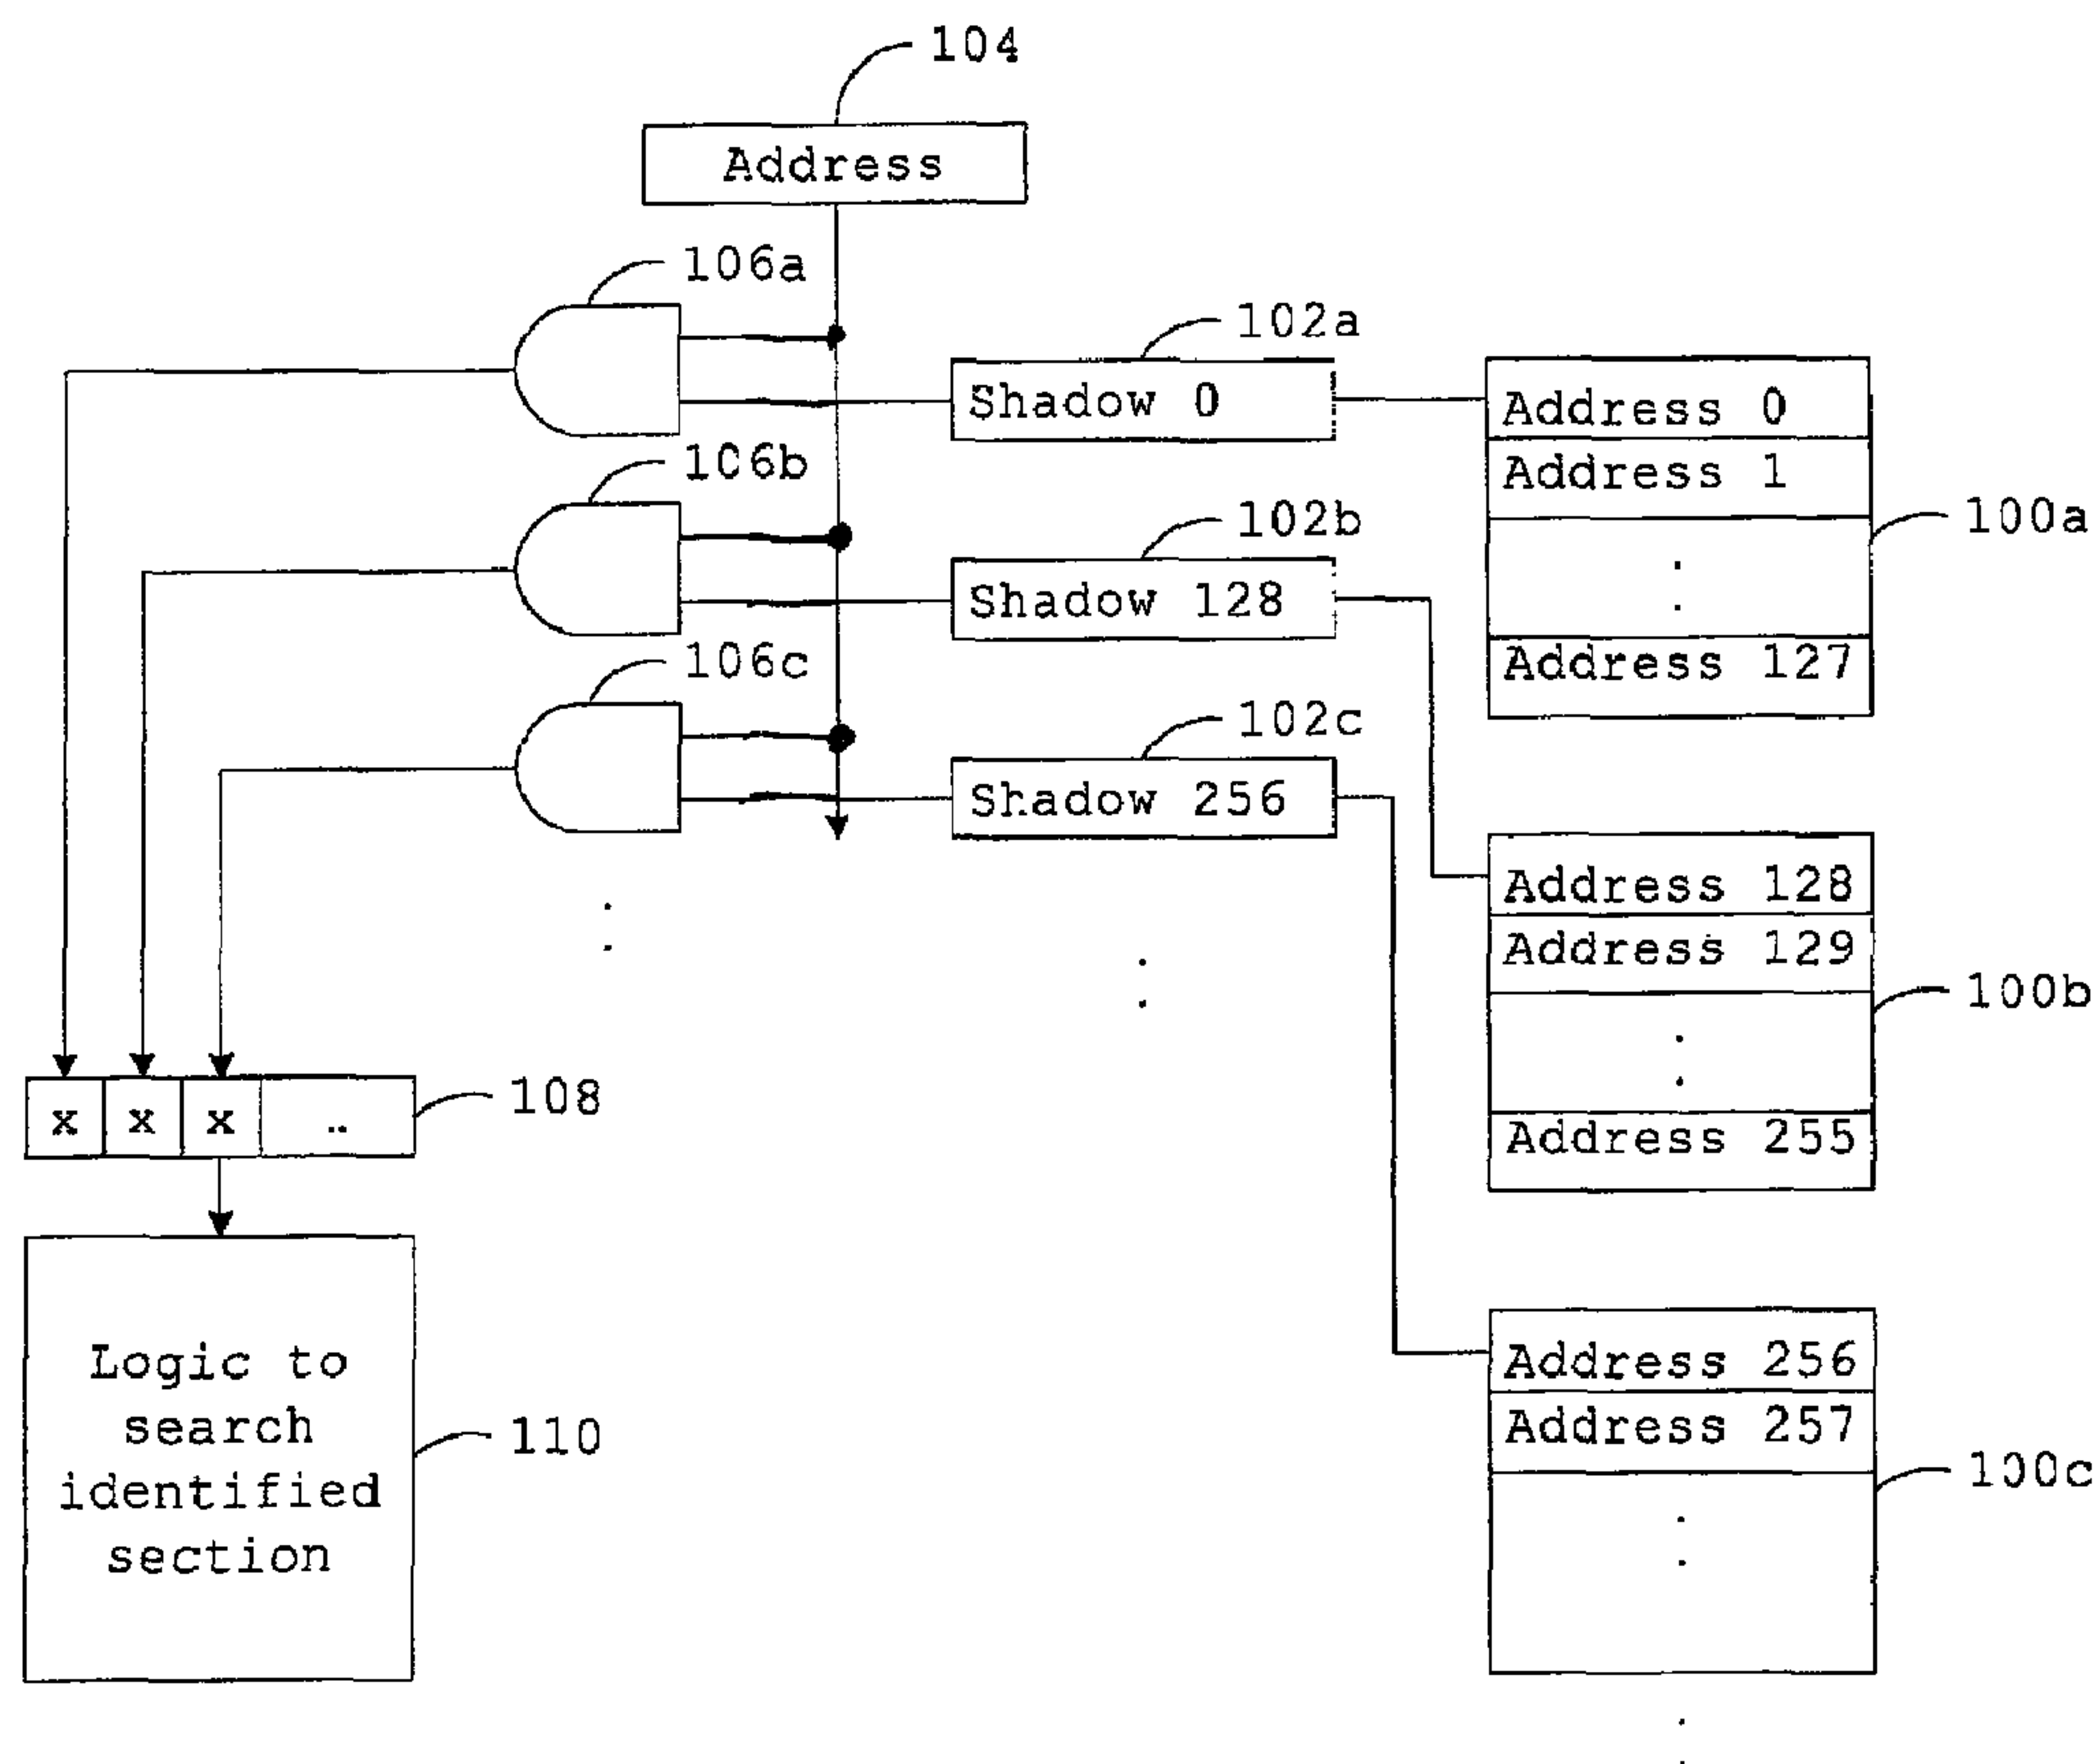 104
Address
106a
102a
Shadow 0
Address 0
Address 1
:
Address 127
100a
106b
102b
Shadow 128
106c
102c
Shadow 256
Address 128
Address 129
:
Address 255
100b
:
:
x x x ..
108
Logic to
search
identified
section
110
Address 256
Address 257
:
100c
: